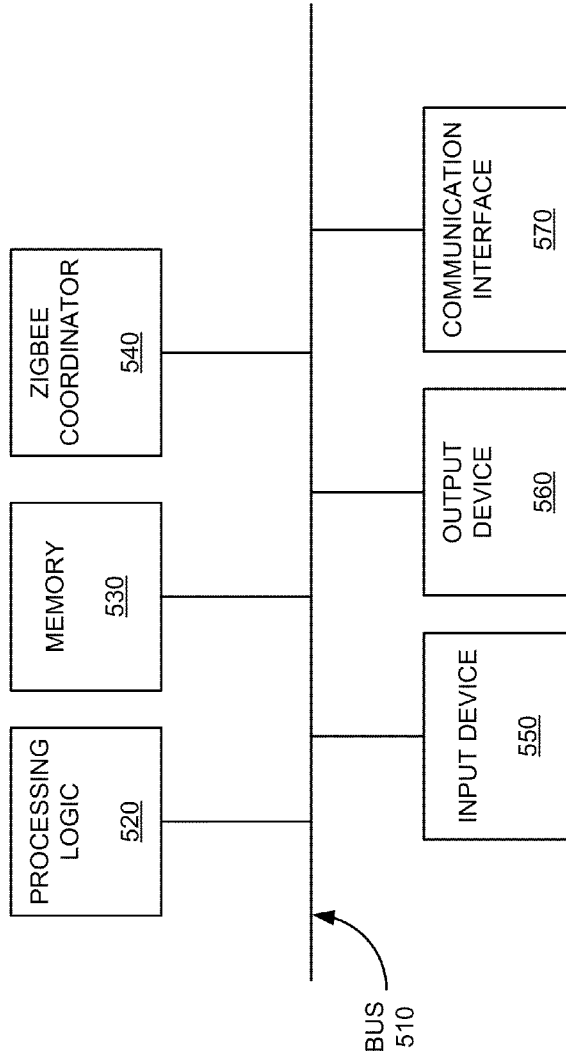 PROCESSING
LOGIC
520
MEMORY
530
ZIGBEE
COORDINATOR
540
BUS
510
INPUT DEVICE
550
OUTPUT
DEVICE
560
COMMUNICATION
INTERFACE
570